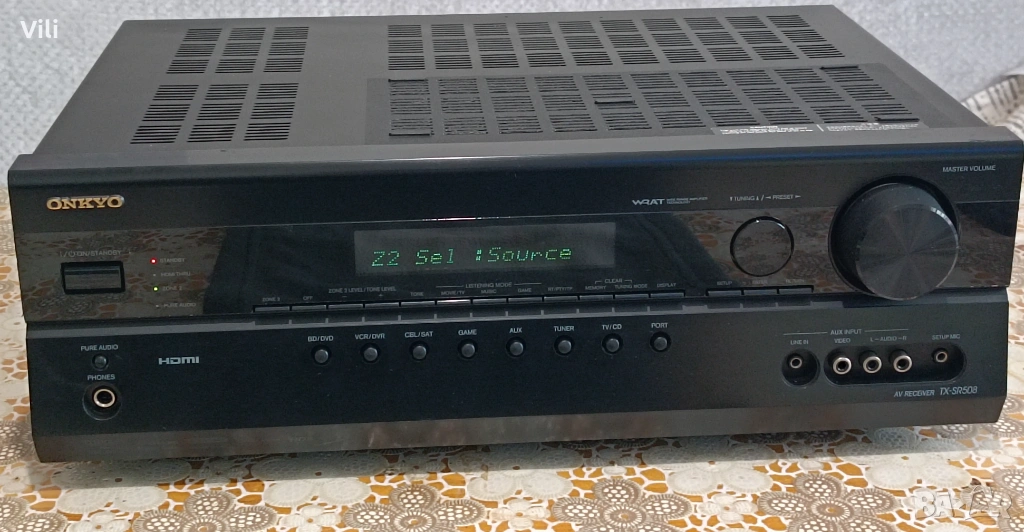 Vili
MASTER VOLUME
ONKYO
WRAT
TUNING / PRESET
ON/STANDBY
STANDBY
Z2 Sel :Source
ZONE 2
PURE AUDIO
ZONE 2 OFF ZONE 2 LEVEL/TONE LEVEL TONE MOVIE/TV MUSIC GAME MEMORY TUNING MODE DISPLAY
LISTENING MODE
CLEAR
BD/DVD VCR/DVR CBL/SAT GAME AUX TUNER TV/CD PORT
PURE AUDIO
HDMI
PHONES
AUX INPUT
LINE IN VIDEO L-AUDIO-R SETUP MIC
AV RECEIVER TX-SR508
BAZAR